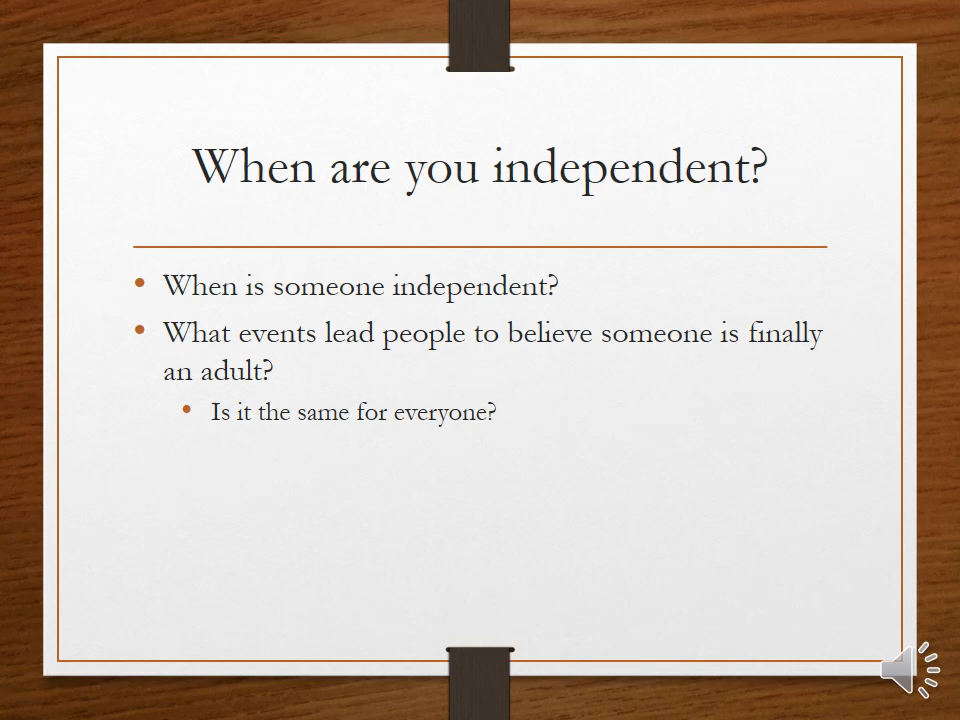 When are you independent?
• When is someone independent?
• What events lead people to believe someone is finally
an adult?
• Is it the same for everyone?